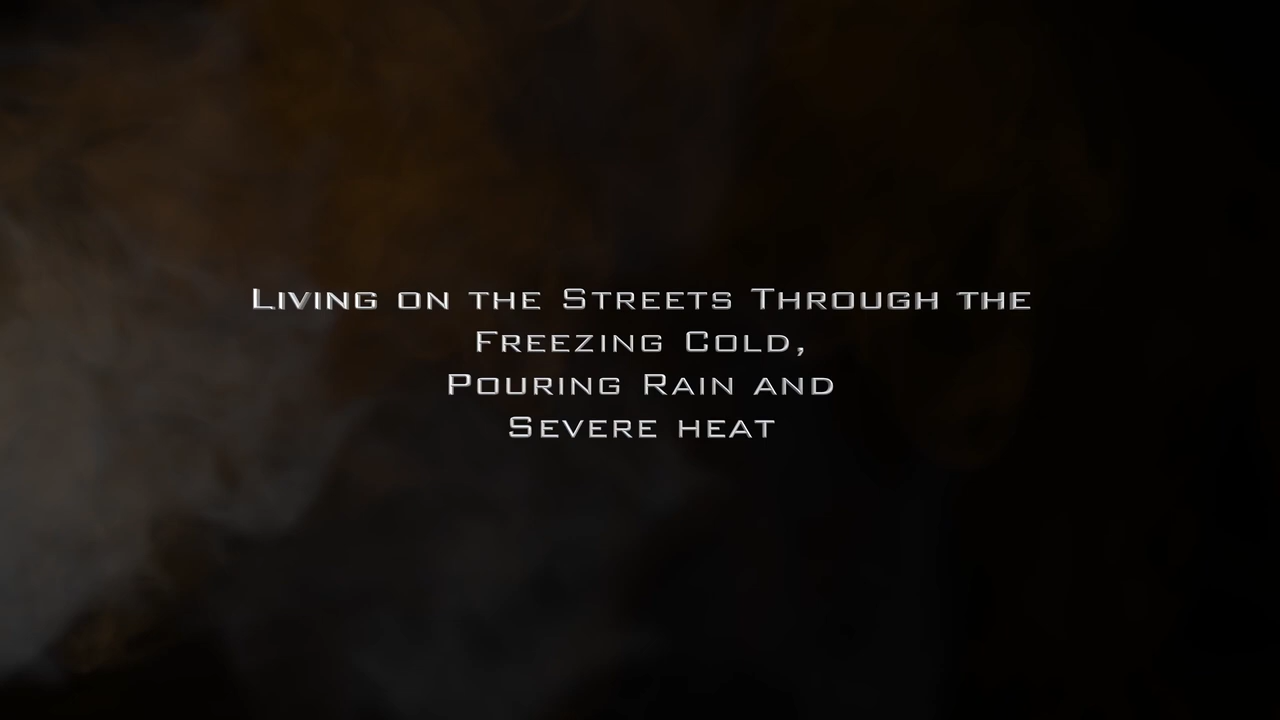 Living on the Streets Through the
Freezing Cold,
Pouring Rain and
Severe heat